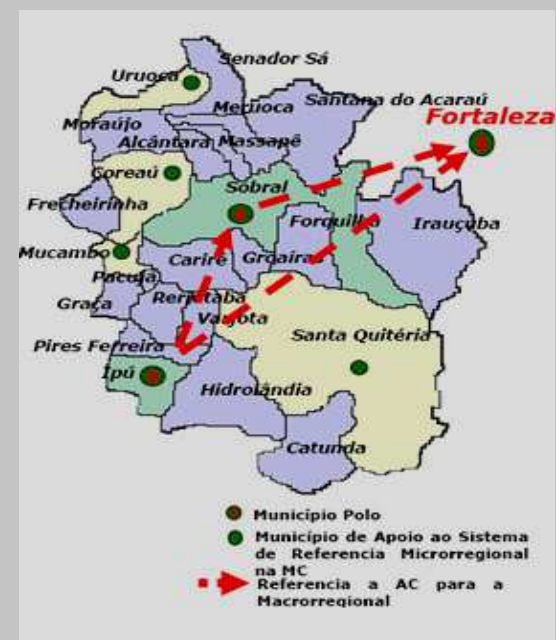 Senador Sá
Uruoca
Meruoca
Santana do Acaraú
Fortaleza
Moraújo
Alcântara
Massapê
Coreaú
Sobral
Frecheirinha
Forquilha
Irauçuba
Mucambo
Cariré
Groairas
Pacujá
Graça
Reriutaba
Varjota
Pires Ferreira
Santa Quitéria
Ipú
Hidrolândia
Catunda
Município Polo
Município de Apoio ao Sistema
de Referencia Microrregional
na MC
Referencia a AC para a
Macrorregional